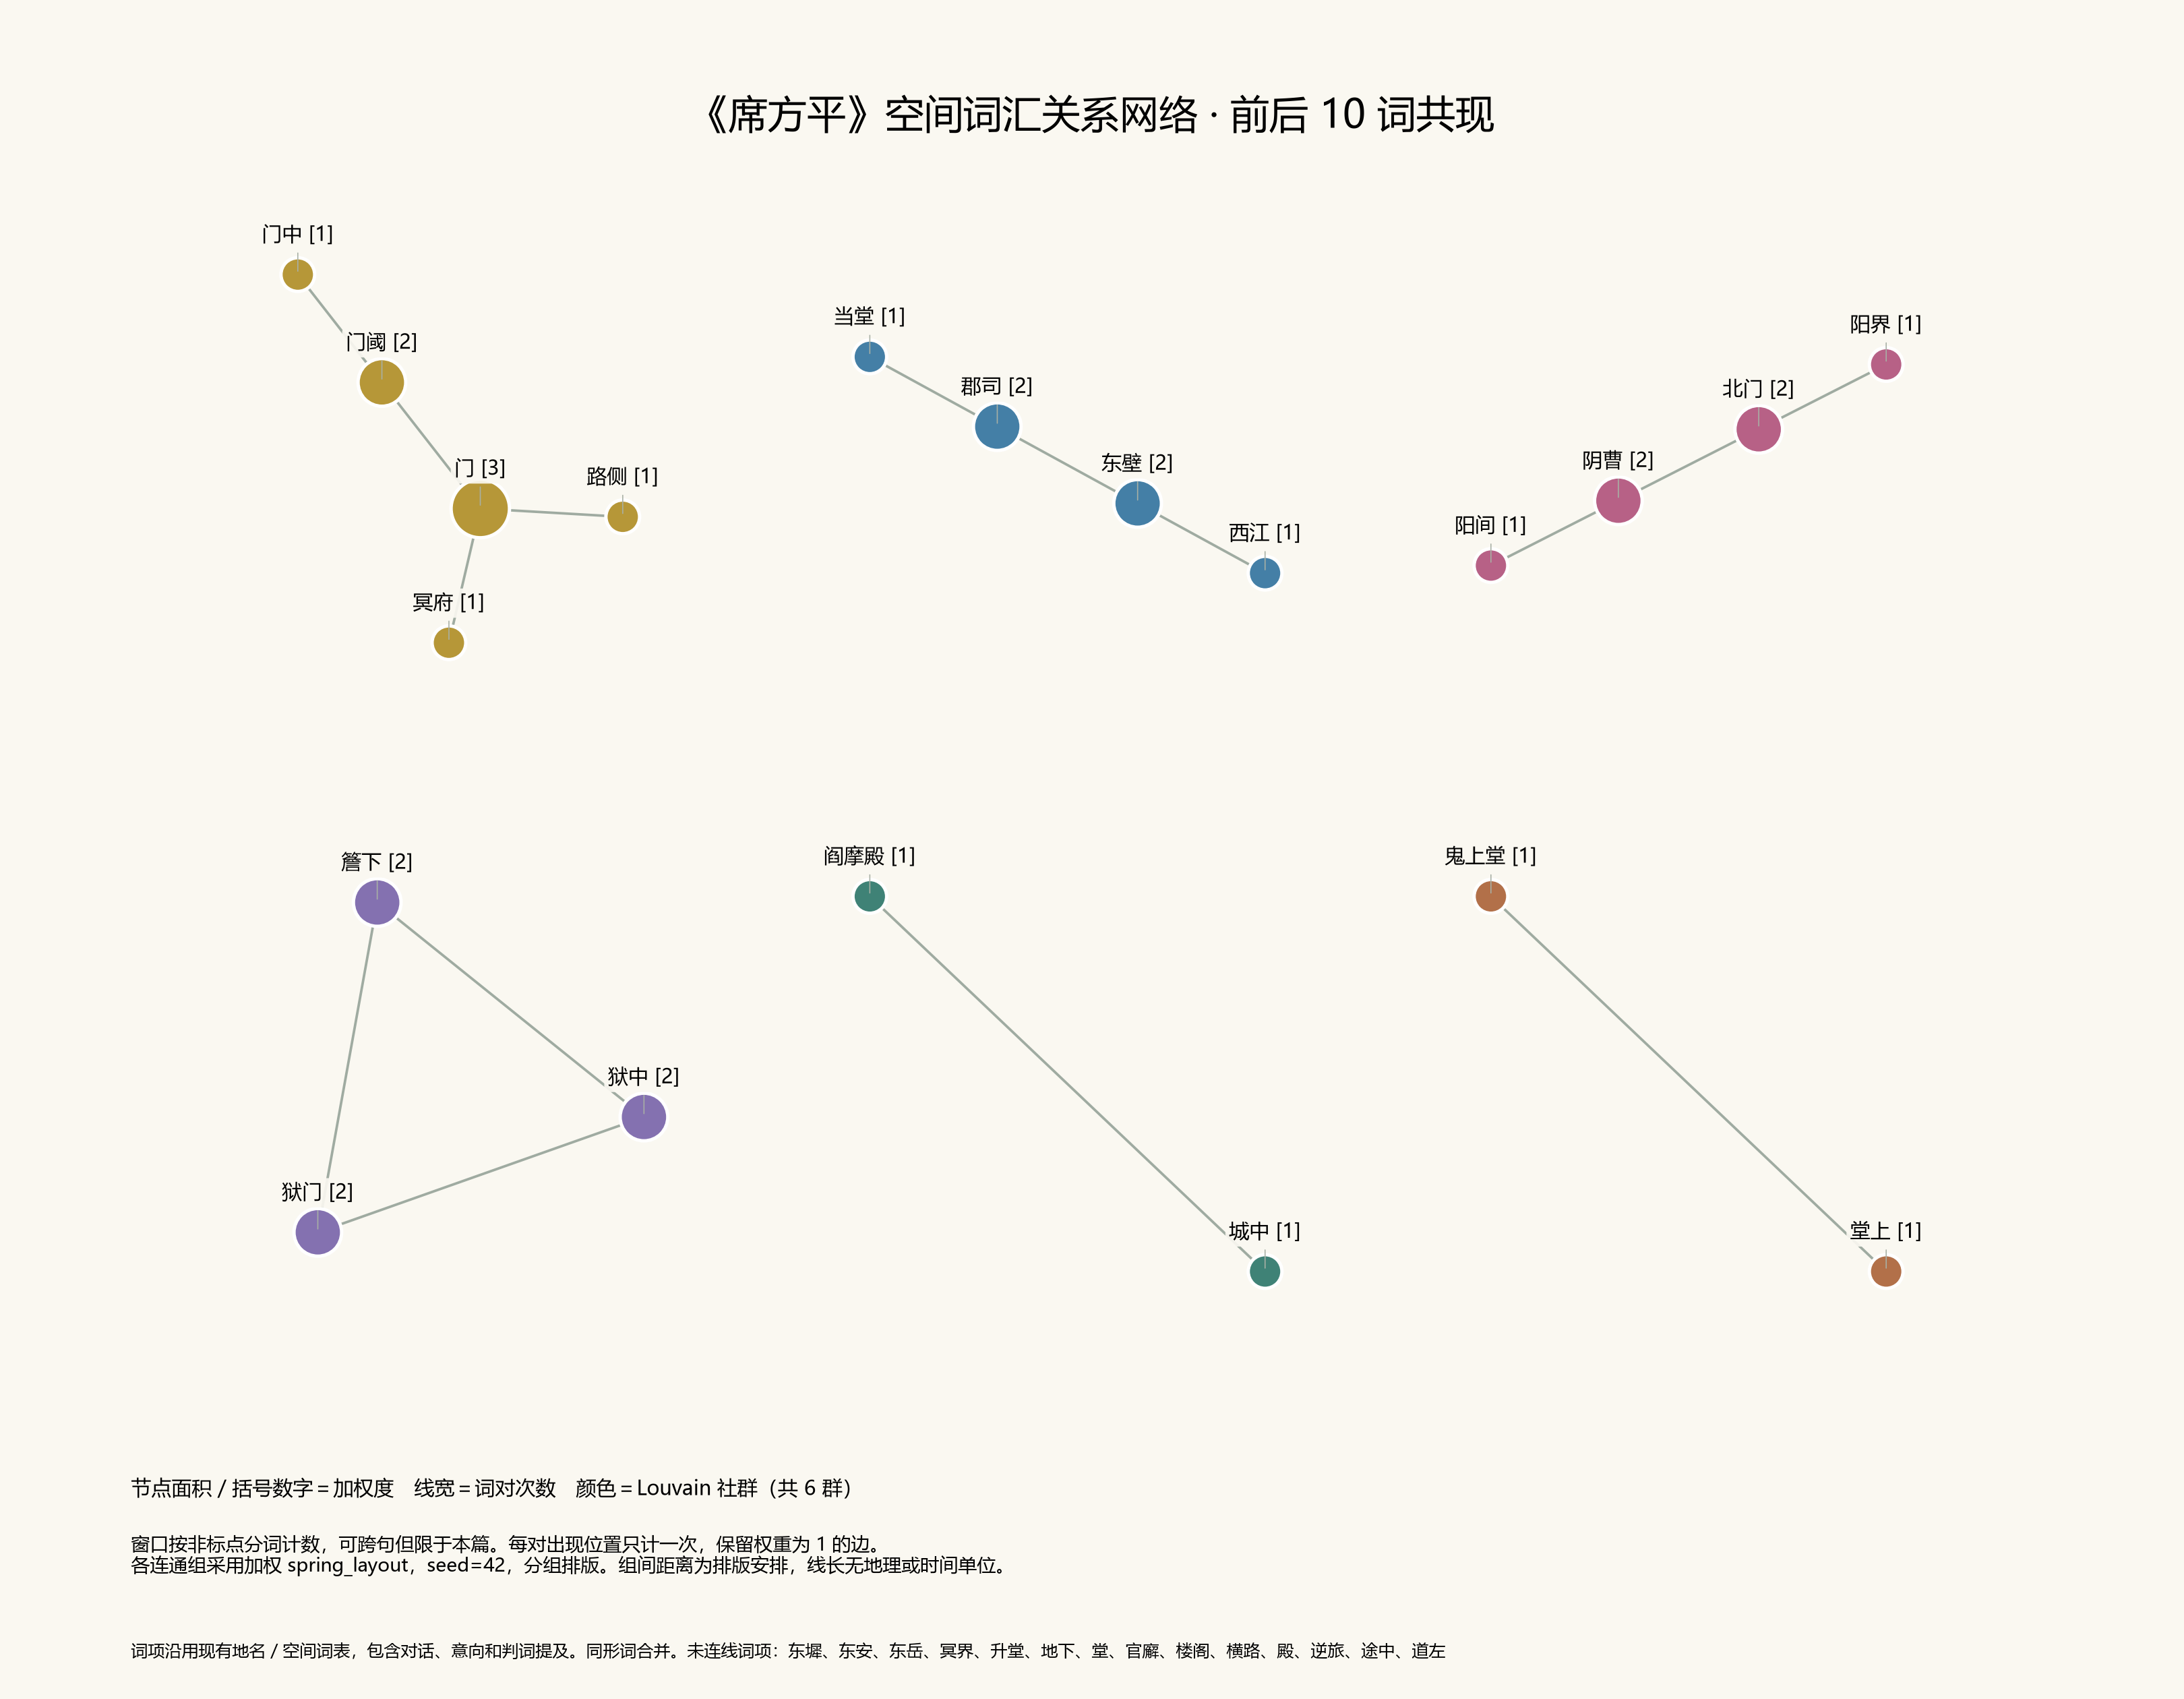 《席方平》空间词汇关系网络 · 前后 10 词共现
门中 [1]
门阈 [2]
门 [3]
路侧 [1]
冥府 [1]
当堂 [1]
郡司 [2]
东壁 [2]
西江 [1]
阳界 [1]
北门 [2]
阴曹 [2]
阳间 [1]
簷下 [2]
狱中 [2]
狱门 [2]
阎摩殿 [1]
城中 [1]
鬼上堂 [1]
堂上 [1]
节点面积 / 括号数字 = 加权度 线宽 = 词对次数 颜色 = Louvain 社群（共 6 群）
窗口按非标点分词计数，可跨句但限于本篇。每对出现位置只计一次，保留权重为 1 的边。
各连通组采用加权 spring_layout，seed=42，分组排版。组间距离为排版安排，线长无地理或时间单位。
词项沿用现有地名 / 空间词表，包含对话、意向和判词提及。同形词合并。未连线词项：东墀、东安、东岳、冥界、升堂、地下、堂、官廨、楼阁、横路、殿、逆旅、途中、道左